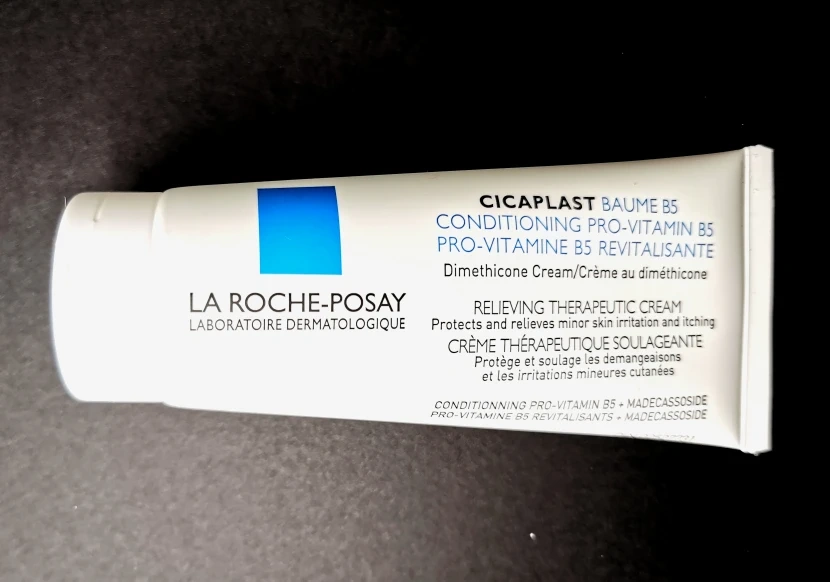 LA ROCHE-POSAY
LABORATOIRE DERMATOLOGIQUE
CICAPLAST BAUME B5
CONDITIONING PRO-VITAMIN B5
PRO-VITAMINE B5 REVITALISANTE
Dimethicone Cream/Crème au diméthicone
RELIEVING THERAPEUTIC CREAM
Protects and relieves minor skin irritation and itching
CRÈME THÉRAPEUTIQUE SOULAGEANTE
Protège et soulage les demangeaisons
et les irritations mineures cutanées
CONDITIONNING PRO-VITAMIN B5 + MADECASSOSIDE
PRO-VITAMINE B5 REVITALISANTS + MADECASSOSIDE